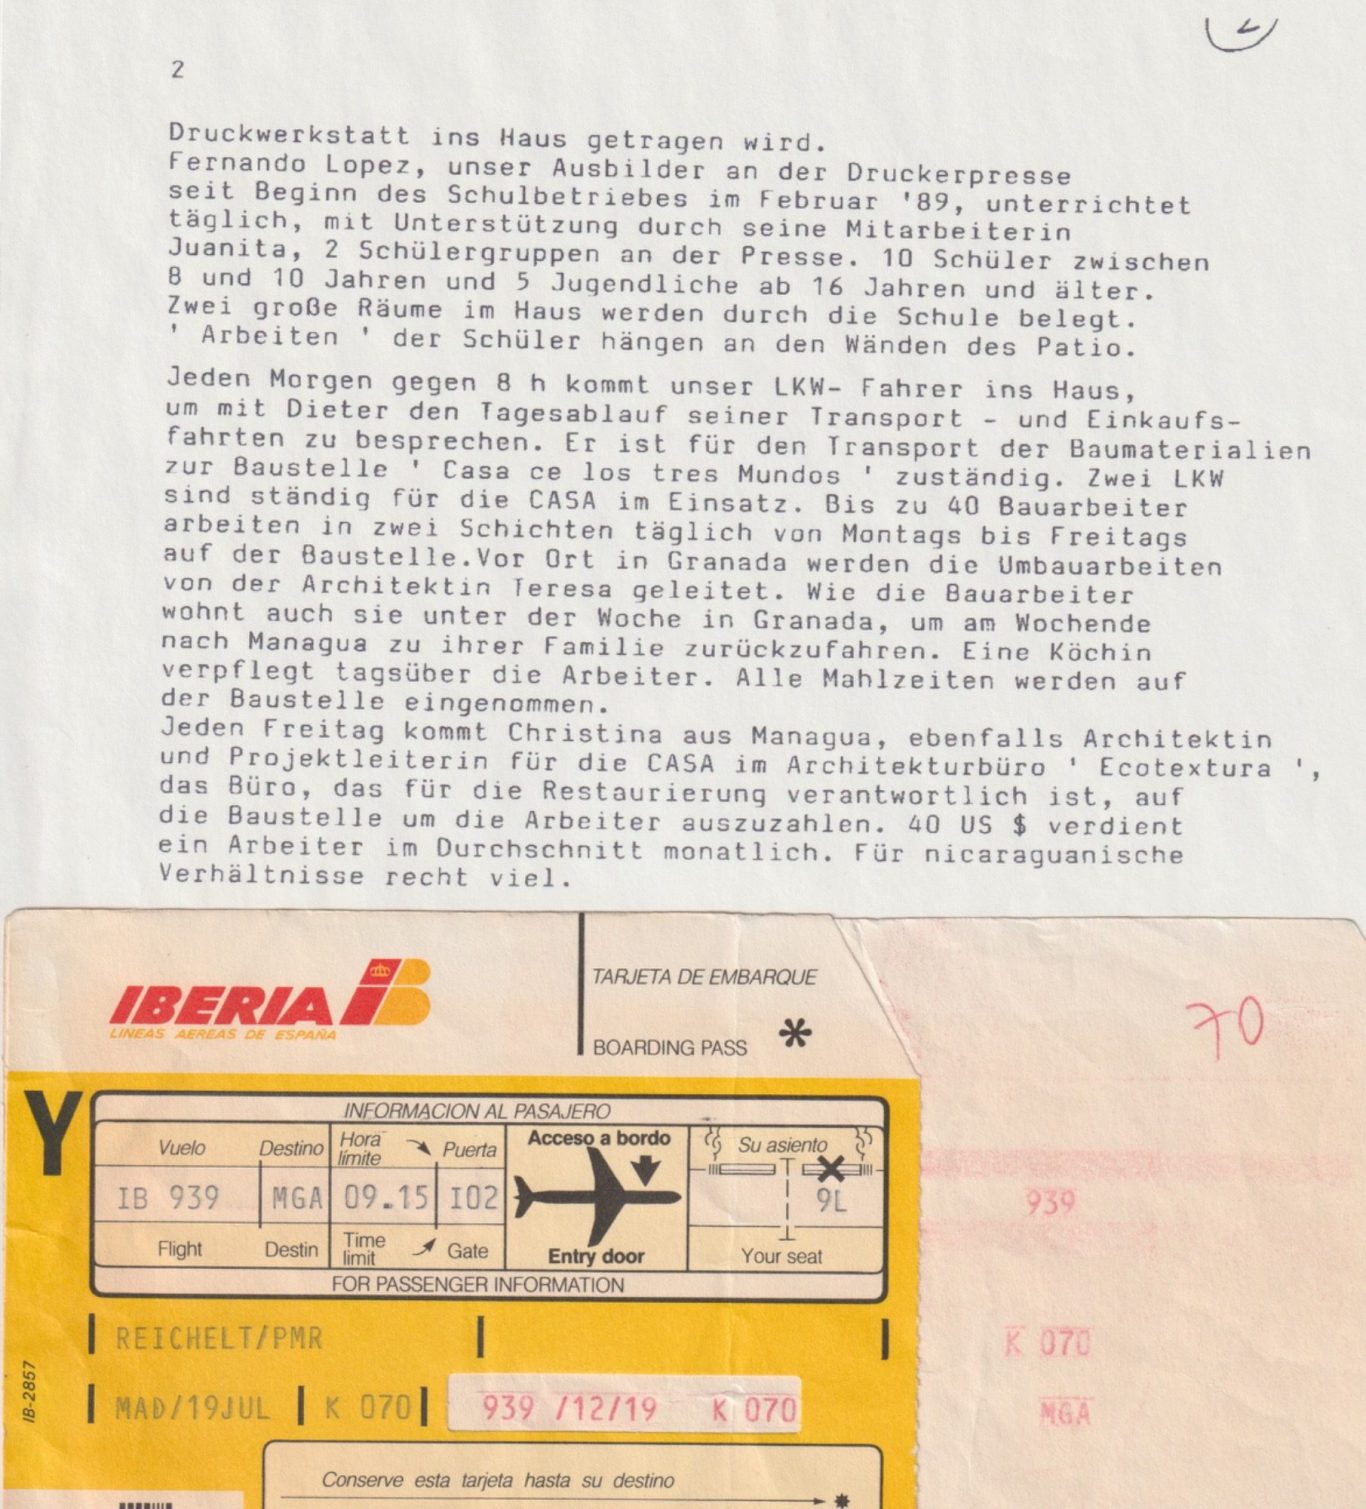 2
2
Druckwerkstatt ins Haus getragen wird.
Fernando Lopez, unser Ausbilder an der Druckerpresse
seit Beginn des Schulbetriebes im Februar '89, unterrichtet
täglich, mit Unterstützung durch seine Mitarbeiterin
Juanita, 2 Schülergruppen an der Presse. 10 Schüler zwischen
8 und 10 Jahren und 5 Jugendliche ab 16 Jahren und älter.
Zwei große Räume im Haus werden durch die Schule belegt.
' Arbeiten ' der Schüler hängen an den Wänden des Patio.
Jeden Morgen gegen 8 h kommt unser LKW- Fahrer ins Haus,
um mit Dieter den Tagesablauf seiner Transport - und Einkaufs-
fahrten zu besprechen. Er ist für den Transport der Baumaterialien
zur Baustelle ' Casa ce los tres Mundos ' zuständig. Zwei LKW
sind ständig für die CASA im Einsatz. Bis zu 40 Bauarbeiter
arbeiten in zwei Schichten täglich von Montags bis Freitags
auf der Baustelle.Vor Ort in Granada werden die Umbauarbeiten
von der Architektin Teresa geleitet. Wie die Bauarbeiter
wohnt auch sie unter der Woche in Granada, um am Wochende
nach Managua zu ihrer Familie zurückzufahren. Eine Köchin
verpflegt tagsüber die Arbeiter. Alle Mahlzeiten werden auf
der Baustelle eingenommen.
Jeden Freitag kommt Christina aus Managua, ebenfalls Architektin
und Projektleiterin für die CASA im Architekturbüro ' Ecotextura ',
das Büro, das für die Restaurierung verantwortlich ist, auf
die Baustelle um die Arbeiter auszuzahlen. 40 US $ verdient
ein Arbeiter im Durchschnitt monatlich. Für nicaraguanische
Verhältnisse recht viel.
IBERIA IB
LINEAS AEREAS DE ESPAÑA
TARJETA DE EMBARQUE
BOARDING PASS *
70
Y
INFORMACION AL PASAJERO
Vuelo Destino Hora límite Puerta Acceso a bordo Su asiento
IB 939 MGA 09.15 I02 9L
Flight Destin Time limit Gate Entry door Your seat
FOR PASSENGER INFORMATION
939
REICHELT/PMR
K 070
MAD/19JUL K 070 939 /12/19 K 070
MGA
IB-2857
Conserve esta tarjeta hasta su destino